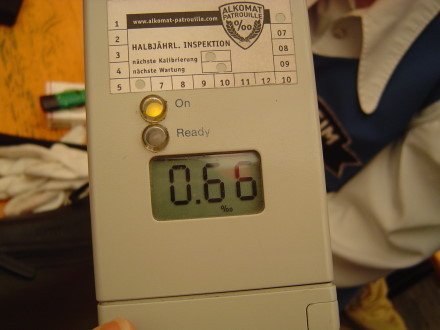 1 www.alkomat-patrouille.com
ALKOMAT
PATROUILLE
‰
2 07
HALBJÄHRL. INSPEKTION 08
3 nächste Kalibrierung
4 nächste Wartung 09
5 7 8 9 10 11 12 10
On
Ready
0.66
‰